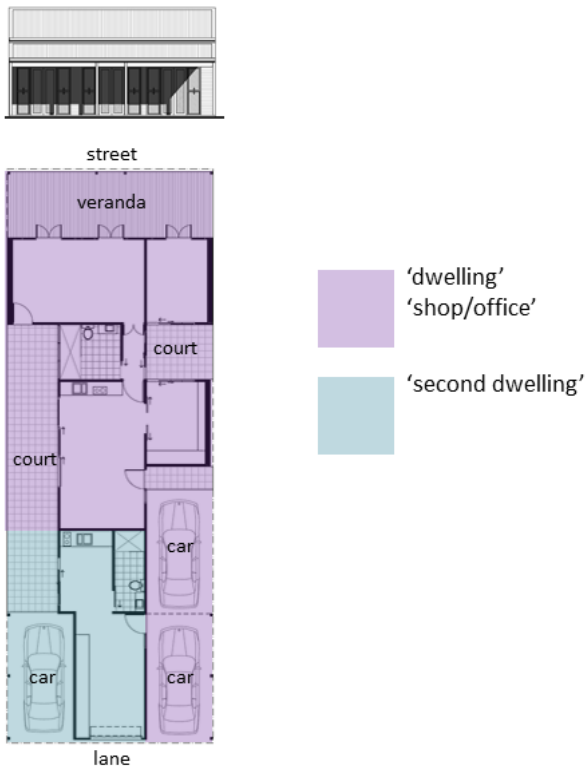 street
veranda
‘dwelling’
‘shop/office’
court
‘second dwelling’
court
car
car
car
lane